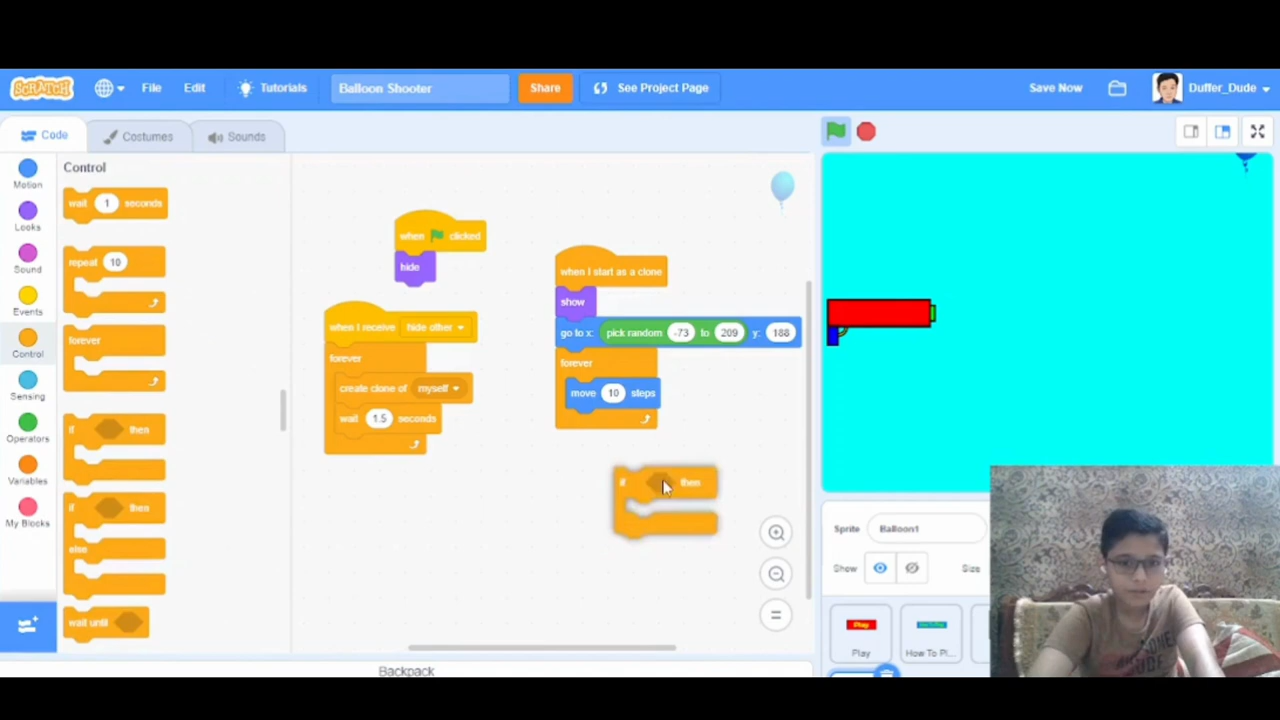 SCRATCH File Edit Tutorials Balloon Shooter Share See Project Page Save Now Duffer_Dude
Code Costumes Sounds
Motion
Looks
Sound
Events
Control
Sensing
Operators
Variables
My Blocks
Control
wait 1 seconds
repeat 10
forever
if then
if then
else
wait until
when clicked
hide
when I receive hide other
forever
create clone of myself
wait 1.5 seconds
when I start as a clone
show
go to x: pick random -73 to 209 y: 188
forever
move 10 steps
if then
Backpack
Sprite Balloon1
Show Size
Play
Play
How To Pl...